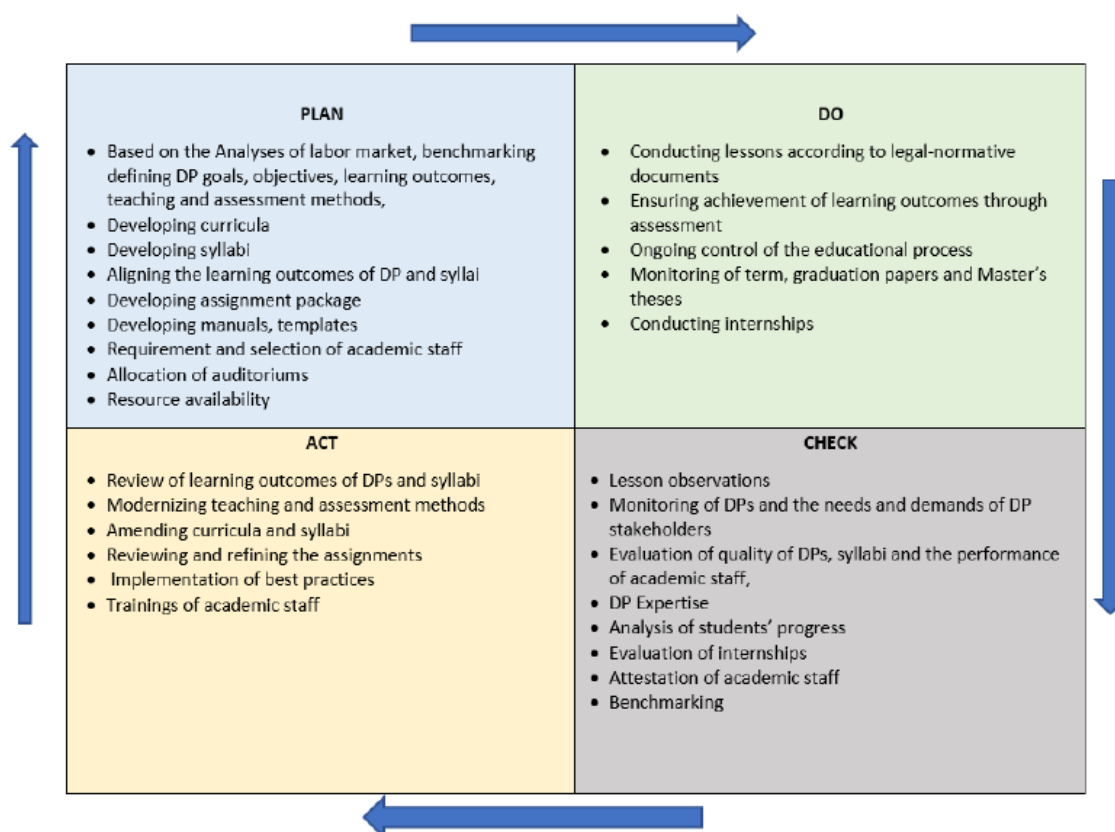 PLAN
• Based on the Analyses of labor market, benchmarking
defining DP goals, objectives, learning outcomes,
teaching and assessment methods,
• Developing curricula
• Developing syllabi
• Aligning the learning outcomes of DP and syllai
• Developing assignment package
• Developing manuals, templates
• Requirement and selection of academic staff
• Allocation of auditoriums
• Resource availability
DO
• Conducting lessons according to legal-normative
documents
• Ensuring achievement of learning outcomes through
assessment
• Ongoing control of the educational process
• Monitoring of term, graduation papers and Master's
theses
• Conducting internships
ACT
• Review of learning outcomes of DPs and syllabi
• Modernizing teaching and assessment methods
• Amending curricula and syllabi
• Reviewing and refining the assignments
• Implementation of best practices
• Trainings of academic staff
CHECK
• Lesson observations
• Monitoring of DPs and the needs and demands of DP
stakeholders
• Evaluation of quality of DPs, syllabi and the performance
of academic staff,
• DP Expertise
• Analysis of students' progress
• Evaluation of internships
• Attestation of academic staff
• Benchmarking